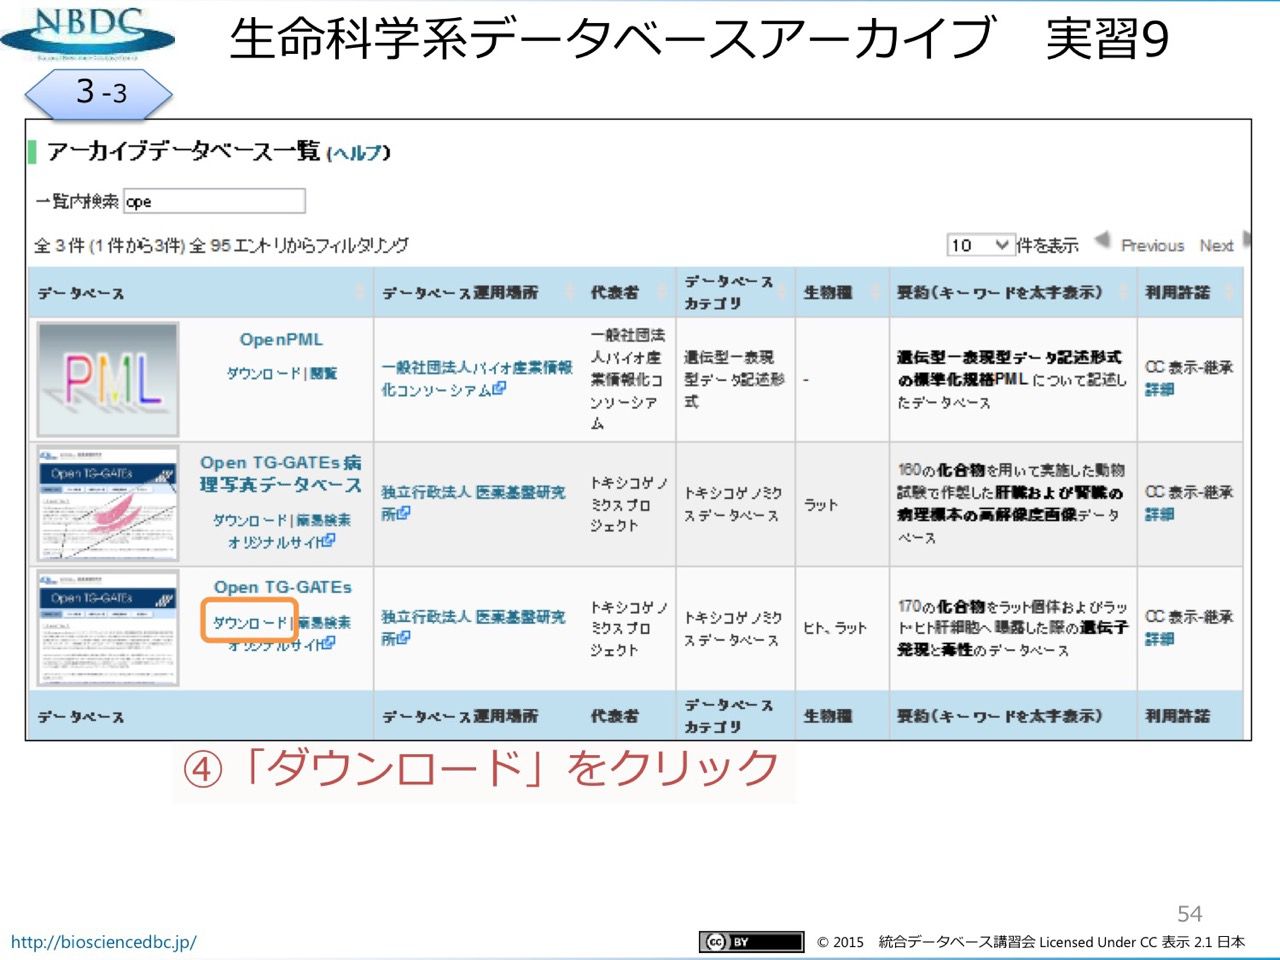 NBDC
生命科学系データベースアーカイブ　実習9
3-3
アーカイブデータベース一覧 (ヘルプ)
一覧内検索 ope
全 3 件 (1 件から3件) 全 95 エントリからフィルタリング
10 件を表示 Previous Next
データベース データベース運用場所 代表者 データベースカテゴリ 生物種 要約(キーワードを太字表示) 利用許諾
PML
OpenPML
ダウンロード | 閲覧
一般社団法人バイオ産業情報
化コンソーシアム
一般社団法
人バイオ産
業情報化コ
ンソーシア
ム
遺伝型－表現
型データ記述形
式
-
遺伝型－表現型データ記述形式
の標準化規格PML について記述し
たデータベース
CC 表示-継承
詳細
Open TG-GATEs
Open TG-GATEs 病
理写真データベース
ダウンロード | 簡易検索
オリジナルサイト
独立行政法人 医薬基盤研究
所
トキシコゲノ
ミクスプロ
ジェクト
トキシコゲノミク
スデータベース
ラット
160の化合物を用いて実施した動物
試験で作製した肝臓および腎臓の
病理標本の高解像度画像データ
ベース
CC 表示-継承
詳細
Open TG-GATEs
Open TG-GATEs
ダウンロード | 簡易検索
オリジナルサイト
独立行政法人 医薬基盤研究
所
トキシコゲノ
ミクスプロ
ジェクト
トキシコゲノミク
スデータベース
ヒト、ラット
170の化合物をラット個体およびラッ
ト・ヒト肝細胞へ曝露した際の遺伝子
発現と毒性のデータベース
CC 表示-継承
詳細
データベース データベース運用場所 代表者 データベースカテゴリ 生物種 要約(キーワードを太字表示) 利用許諾
④「ダウンロード」をクリック
54
http://biosciencedbc.jp/
cc BY © 2015　統合データベース講習会 Licensed Under CC 表示 2.1 日本